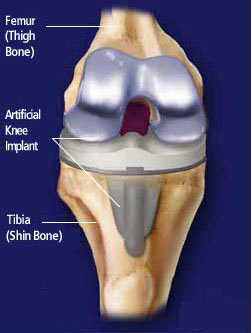 Femur
(Thigh
Bone)
Artificial
Knee
Implant
Tibia
(Shin Bone)